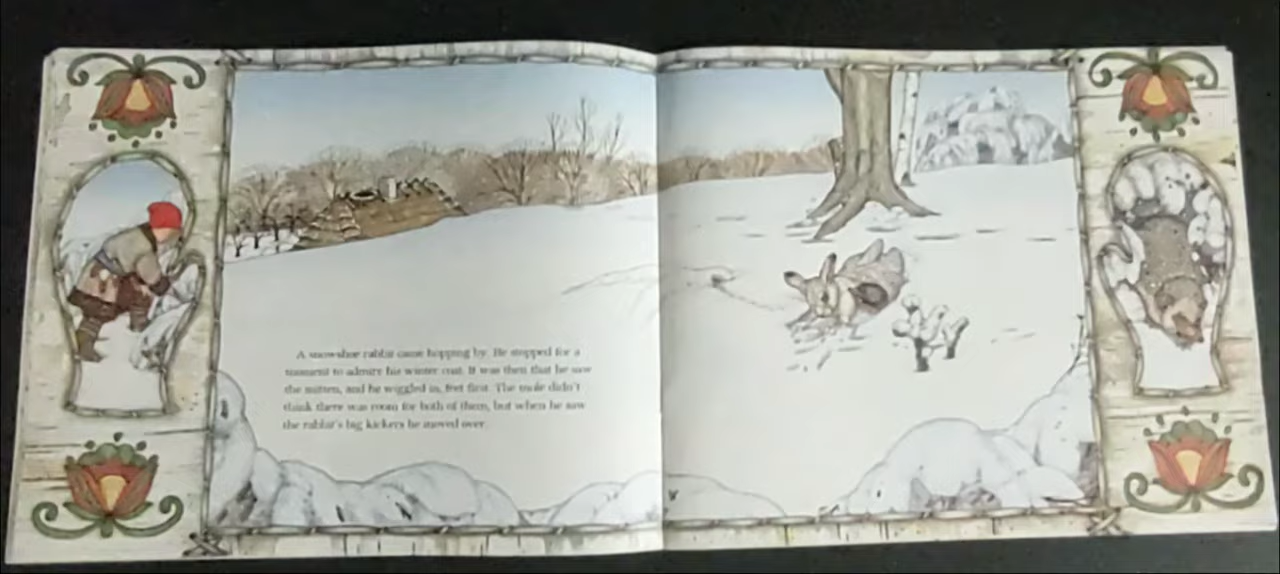 A snowshoe rabbit came hopping by. He stopped for a
moment to admire his winter coat. It was then that he saw
the mitten, and he wiggled in, feet first. The mole didn't
think there was room for both of them, but when he saw
the rabbit's big kickers he moved over.